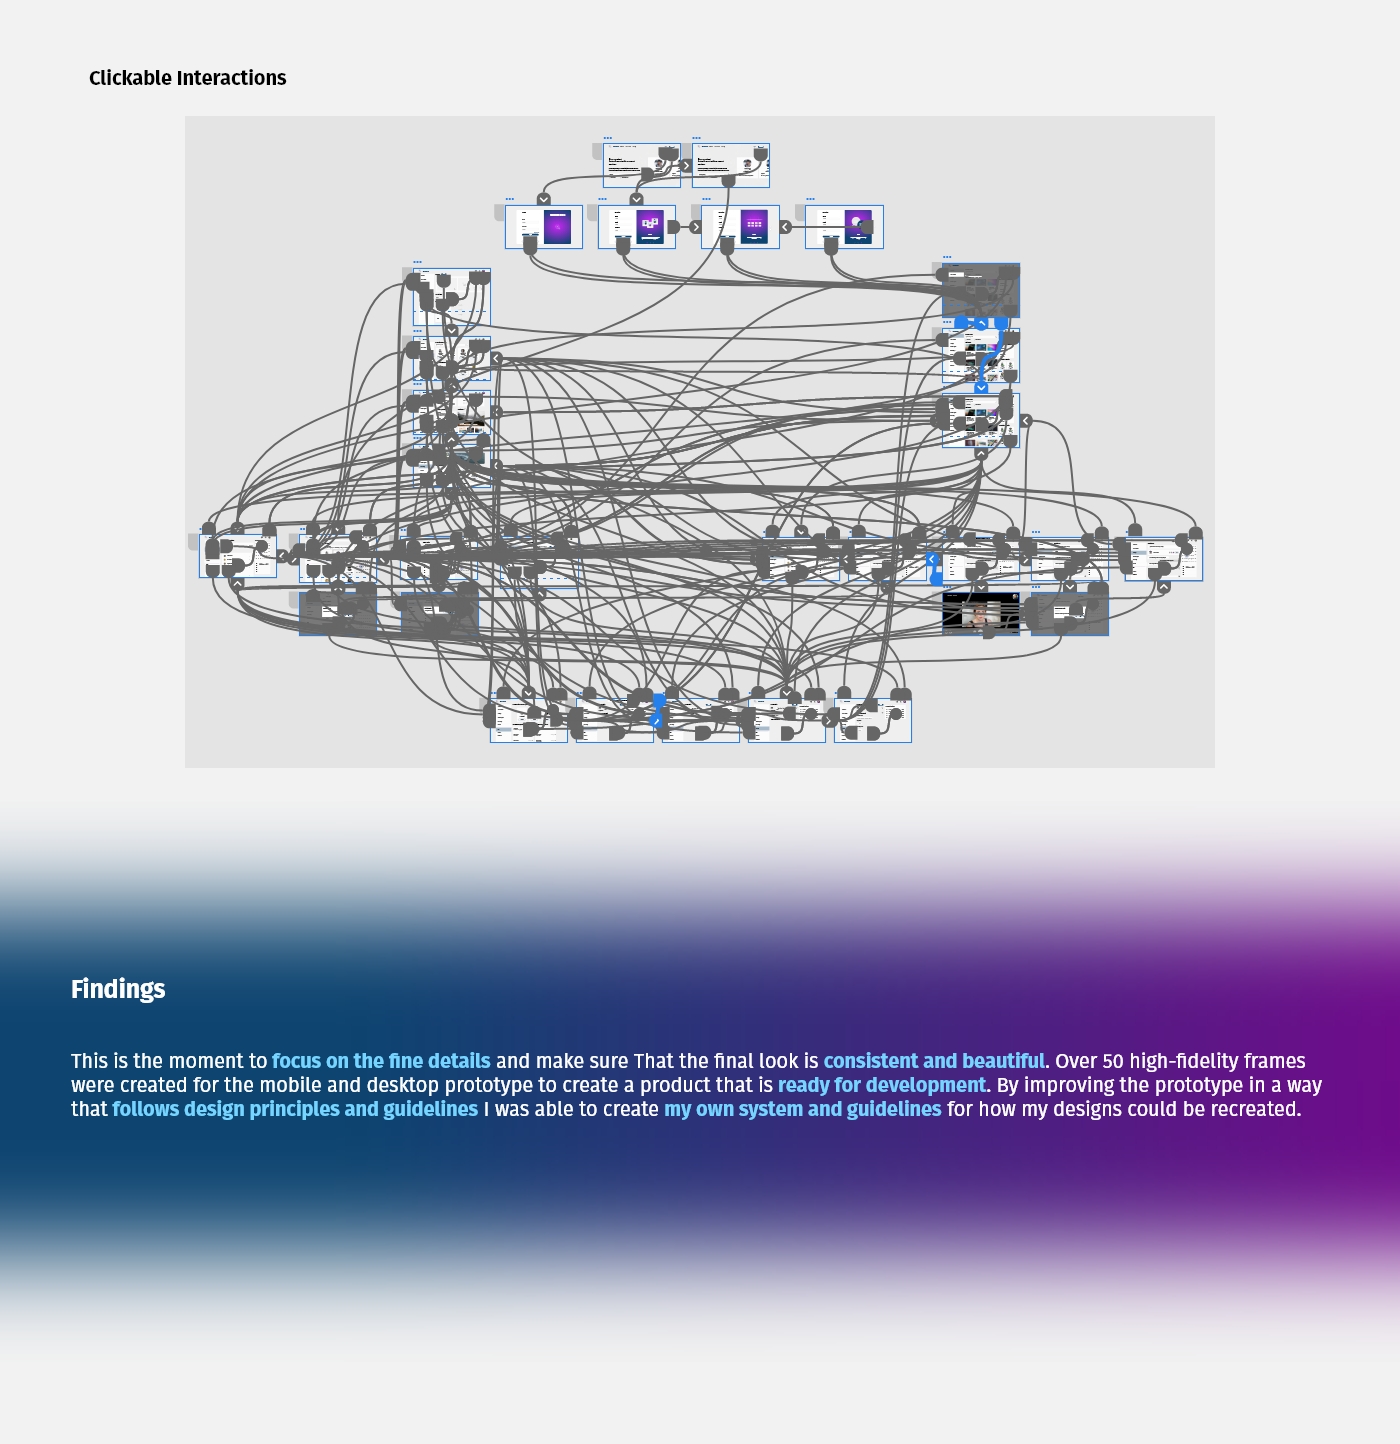 Clickable Interactions
Findings
This is the moment to focus on the fine details and make sure That the final look is consistent and beautiful. Over 50 high-fidelity frames
were created for the mobile and desktop prototype to create a product that is ready for development. By improving the prototype in a way
that follows design principles and guidelines I was able to create my own system and guidelines for how my designs could be recreated.